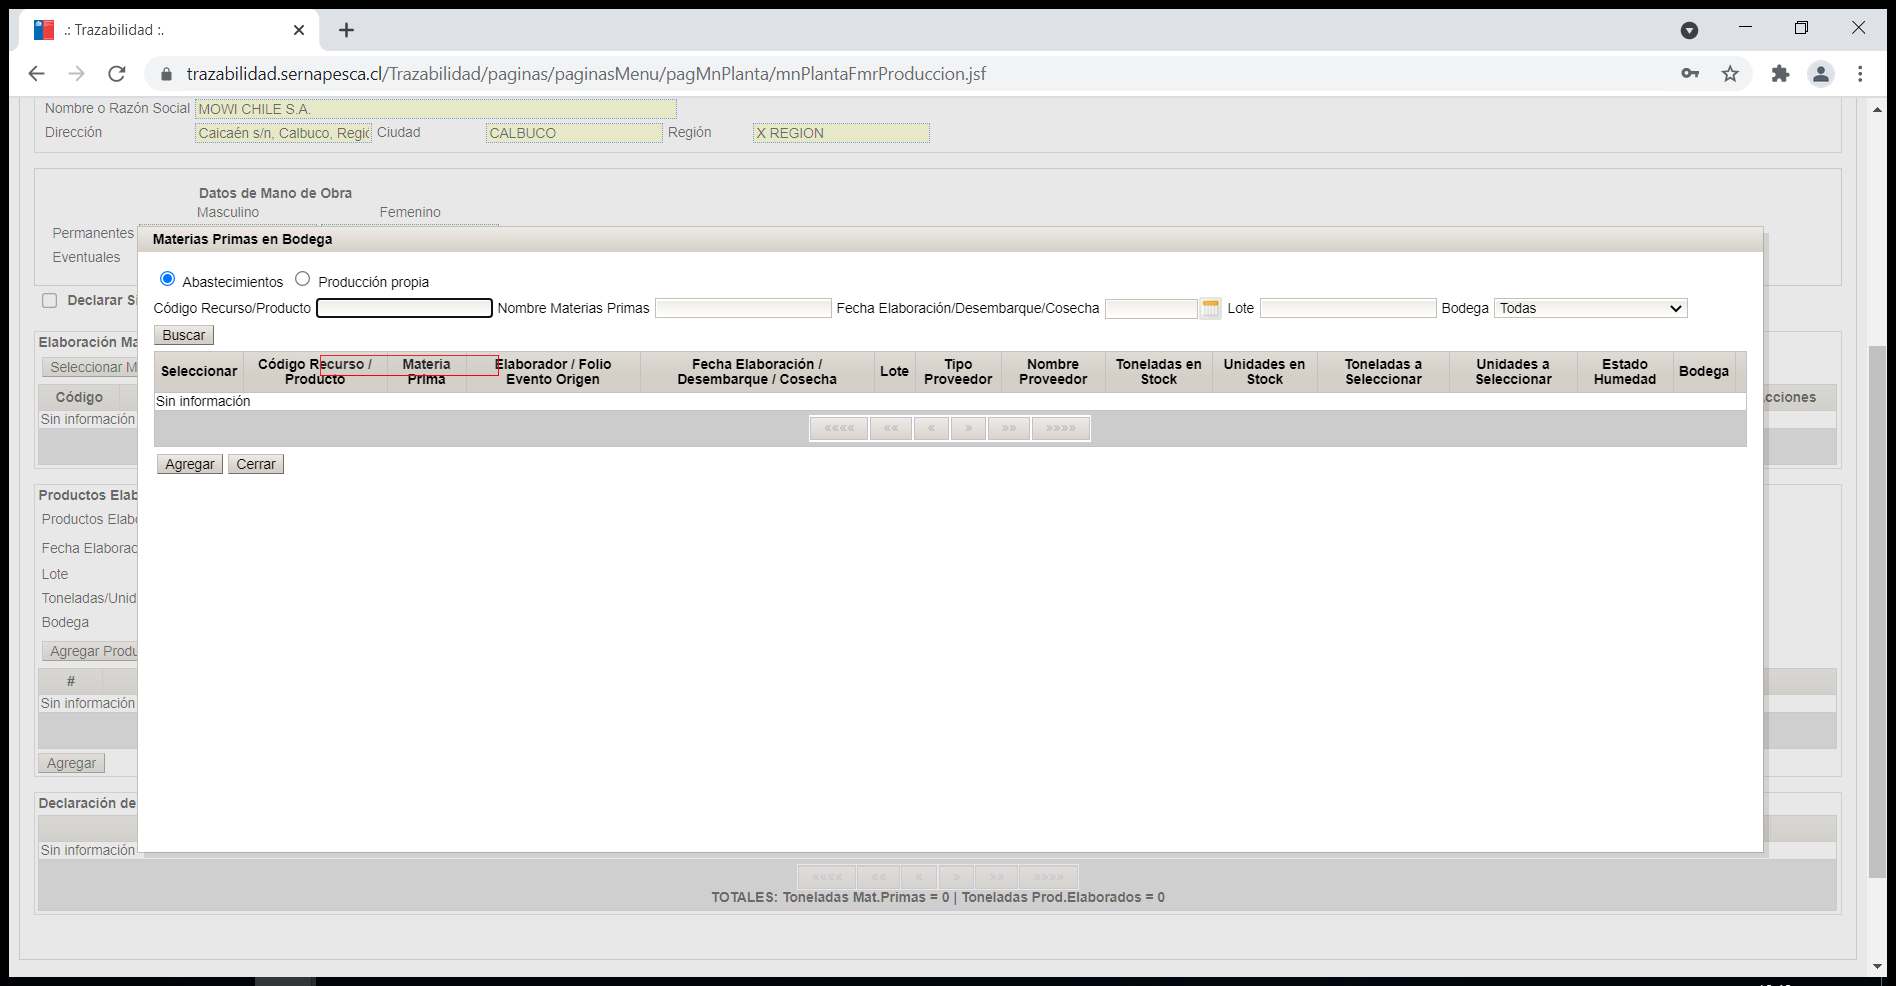 .: Trazabilidad :.
trazabilidad.sernapesca.cl/Trazabilidad/paginas/paginasMenu/pagMnPlanta/mnPlantaFmrProduccion.jsf
Nombre o Razón Social MOWI CHILE S.A.
Dirección Caicaén s/n, Calbuco, Regi Ciudad CALBUCO Región X REGION
Datos de Mano de Obra
Masculino Femenino
Permanentes
Eventuales
Declarar Si
Elaboración Ma
Seleccionar M
Código cciones
Sin información
Productos Elab
Productos Elabo
Fecha Elaborac
Lote
Toneladas/Unid
Bodega
Agregar Produ
#
Sin información
Agregar
Declaración de
Sin información
Materias Primas en Bodega
Abastecimientos Producción propia
Código Recurso/Producto Nombre Materias Primas Fecha Elaboración/Desembarque/Cosecha Lote Bodega Todas
Buscar
Seleccionar Código Recurso / Producto Materia Prima Elaborador / Folio Evento Origen Fecha Elaboración / Desembarque / Cosecha Lote Tipo Proveedor Nombre Proveedor Toneladas en Stock Unidades en Stock Toneladas a Seleccionar Unidades a Seleccionar Estado Humedad Bodega
Sin información
«««« «« « » »» »»»»
Agregar Cerrar
«««« «« « » »» »»»»
TOTALES: Toneladas Mat.Primas = 0 | Toneladas Prod.Elaborados = 0